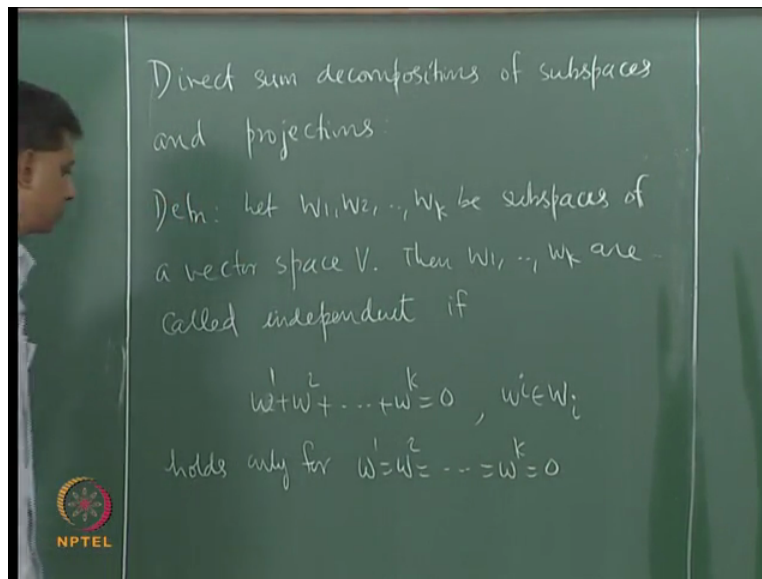 Direct sum decompositions of subspaces
and projections:
Defn: Let W1, W2, .., Wk be subspaces of
a vector space V. Then W1, .., Wk are
called independent if
w¹+w²+...+wᵏ=0 , wⁱ∈Wᵢ
holds only for w¹=w²= ... =wᵏ=0
NPTEL